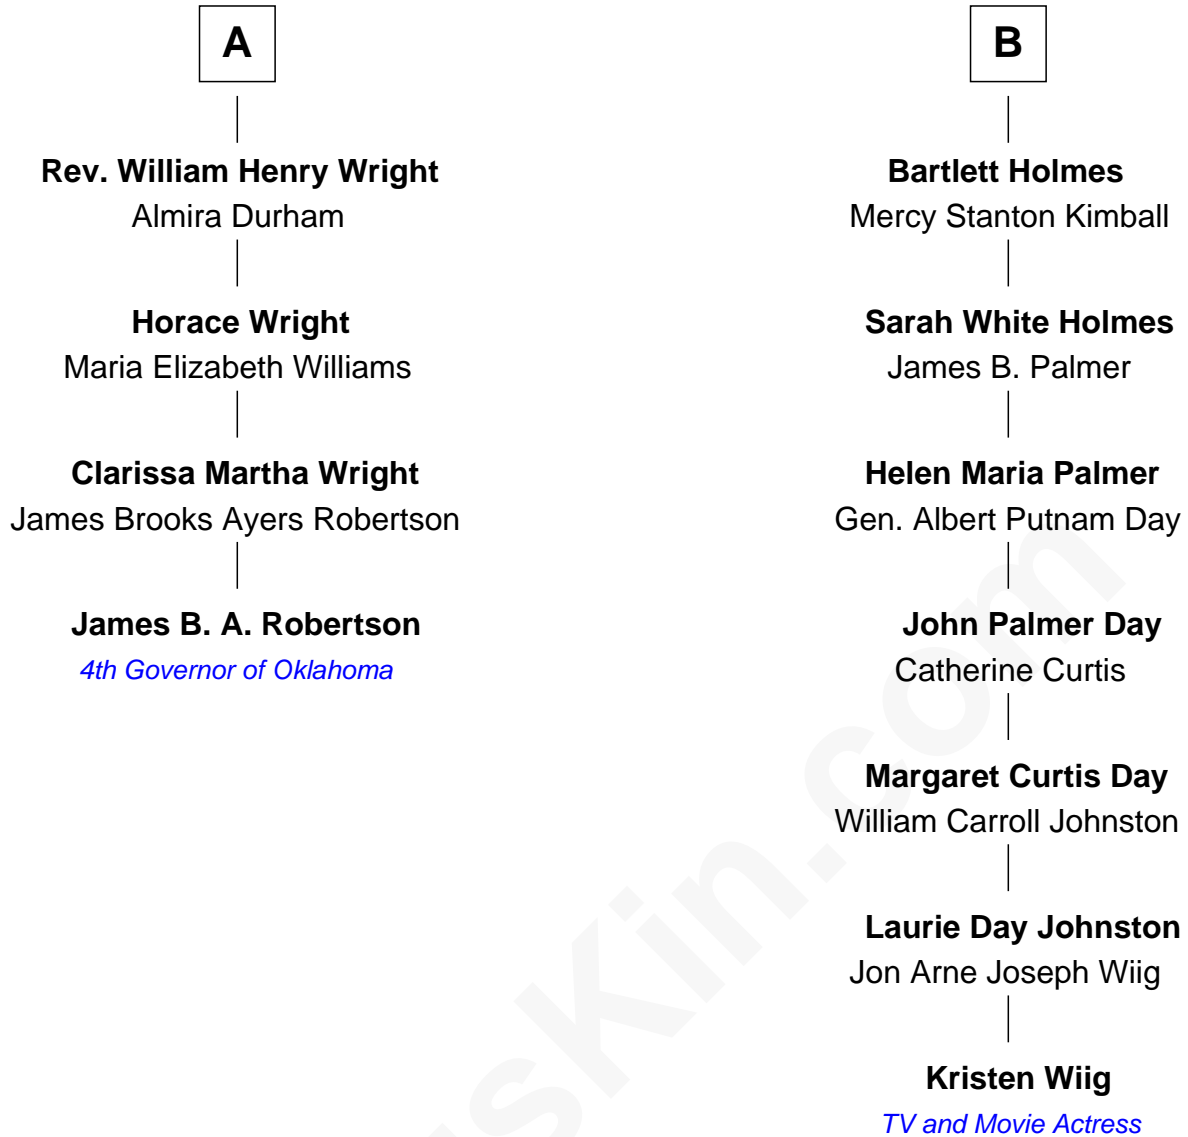 A
Rev. William Henry Wright
Almira Durham
Horace Wright
Maria Elizabeth Williams
Clarissa Martha Wright
James Brooks Ayers Robertson
James B. A. Robertson
4th Governor of Oklahoma
B
Bartlett Holmes
Mercy Stanton Kimball
Sarah White Holmes
James B. Palmer
Helen Maria Palmer
Gen. Albert Putnam Day
John Palmer Day
Catherine Curtis
Margaret Curtis Day
William Carroll Johnston
Laurie Day Johnston
Jon Arne Joseph Wiig
Kristen Wiig
TV and Movie Actress
sKin.com